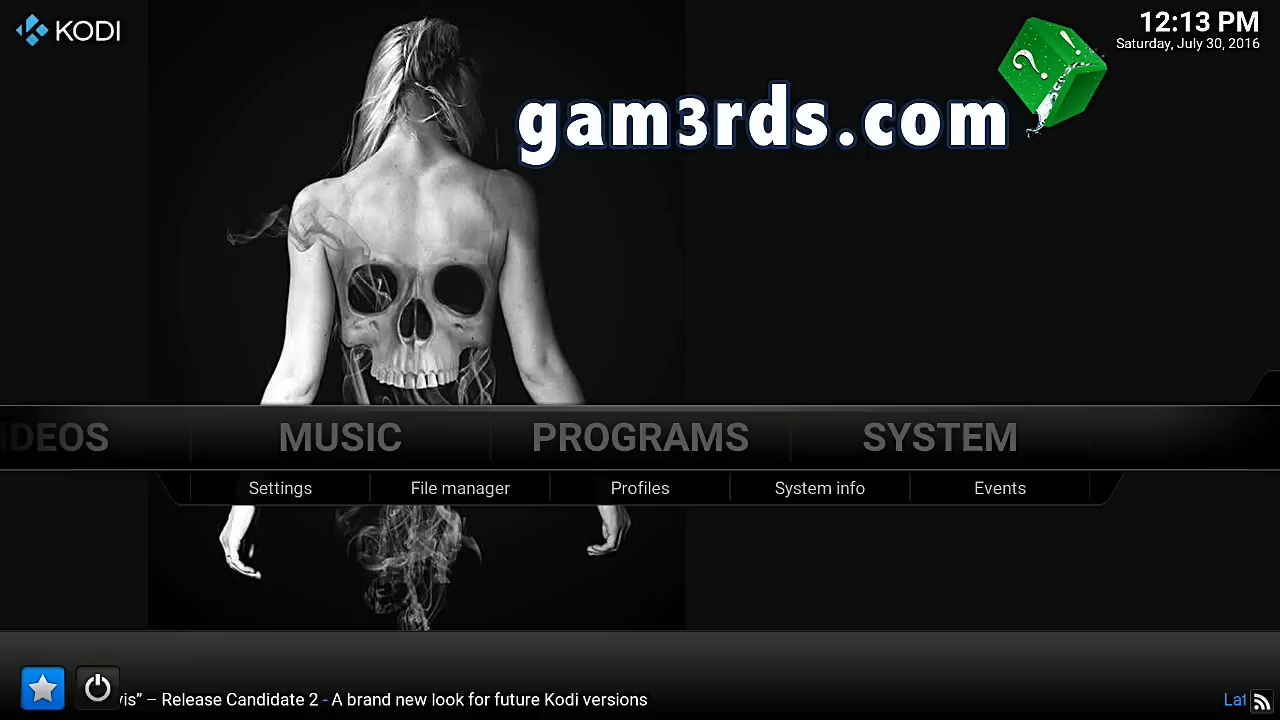 KODI
12:13 PM
Saturday, July 30, 2016
gam3rds.com
? !
IDEOS MUSIC PROGRAMS SYSTEM
Settings File manager Profiles System info Events
vis” – Release Candidate 2 - A brand new look for future Kodi versions
Lat